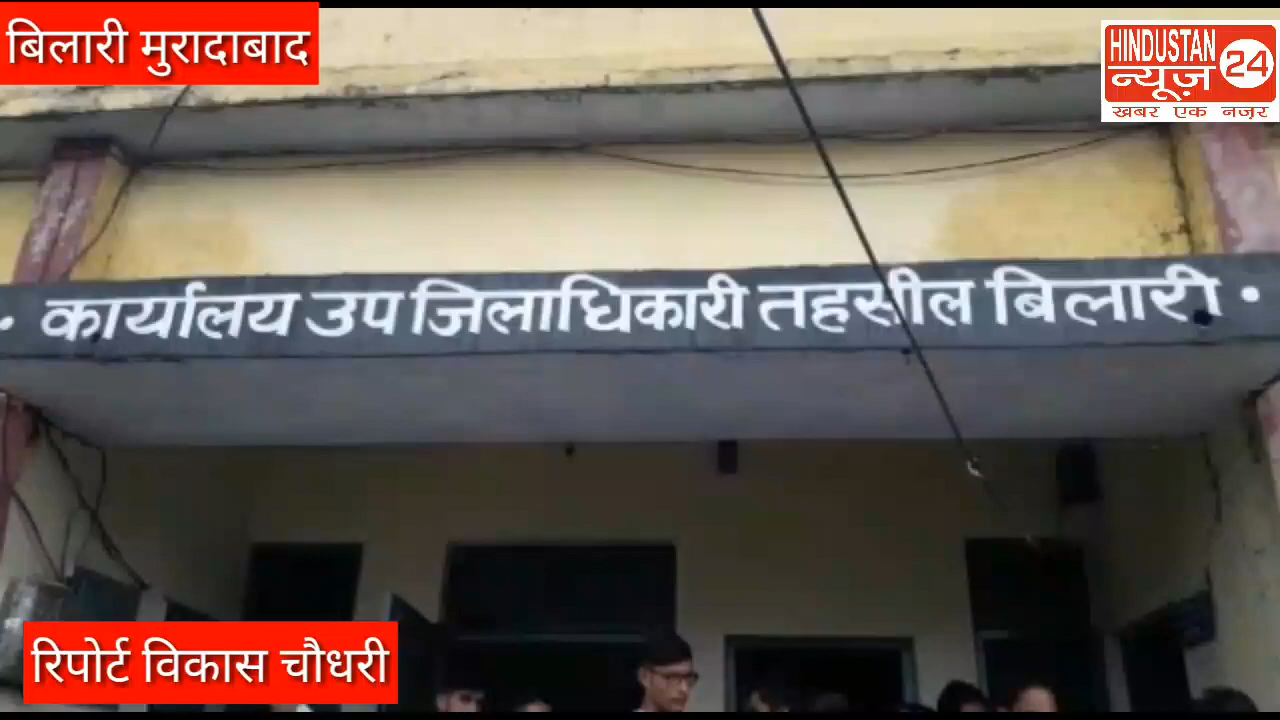 बिलारी मुरादाबाद
HINDUSTAN
न्यूज़ 24
खबर एक नज़र
• कार्यालय उप जिलाधिकारी तहसील बिलारी •
रिपोर्ट विकास चौधरी